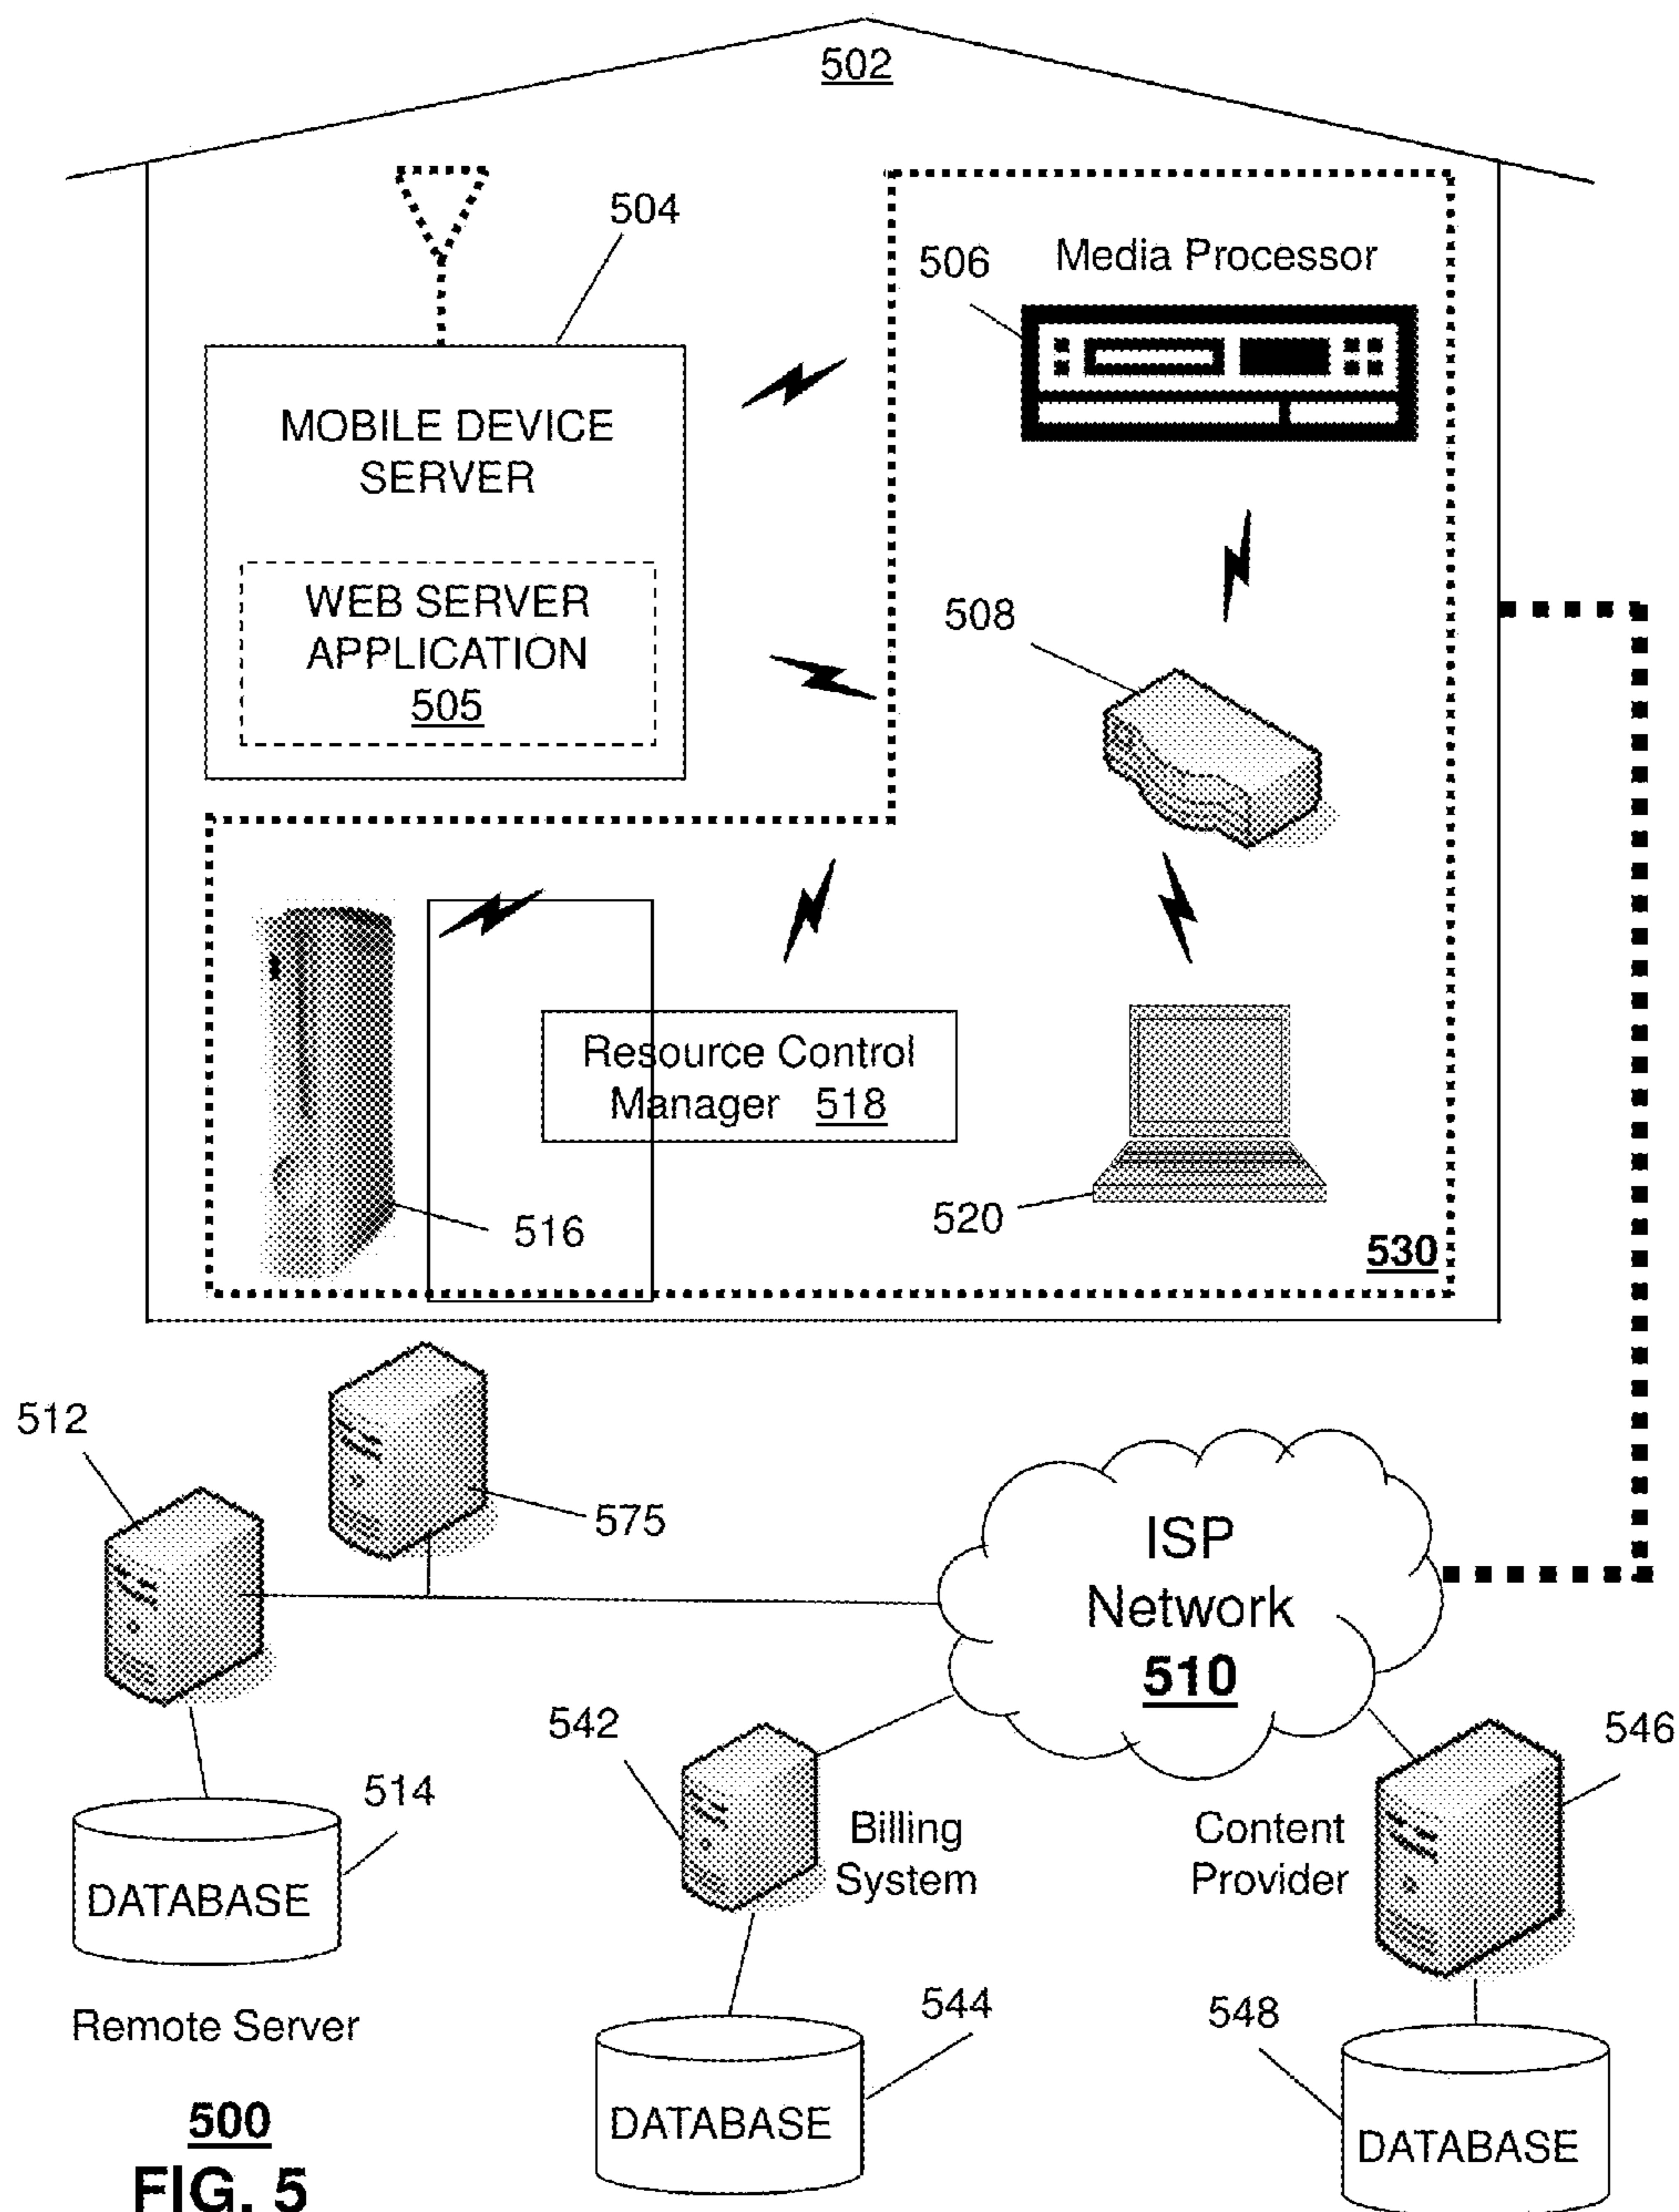 502
504
506
Media Processor
MOBILE DEVICE
SERVER
WEB SERVER
APPLICATION
505
508
Resource Control
Manager 518
516
520
530
512
575
ISP
Network
510
542
546
514
Billing
System
Content
Provider
DATABASE
Remote Server
544
548
DATABASE
DATABASE
500
FIG. 5